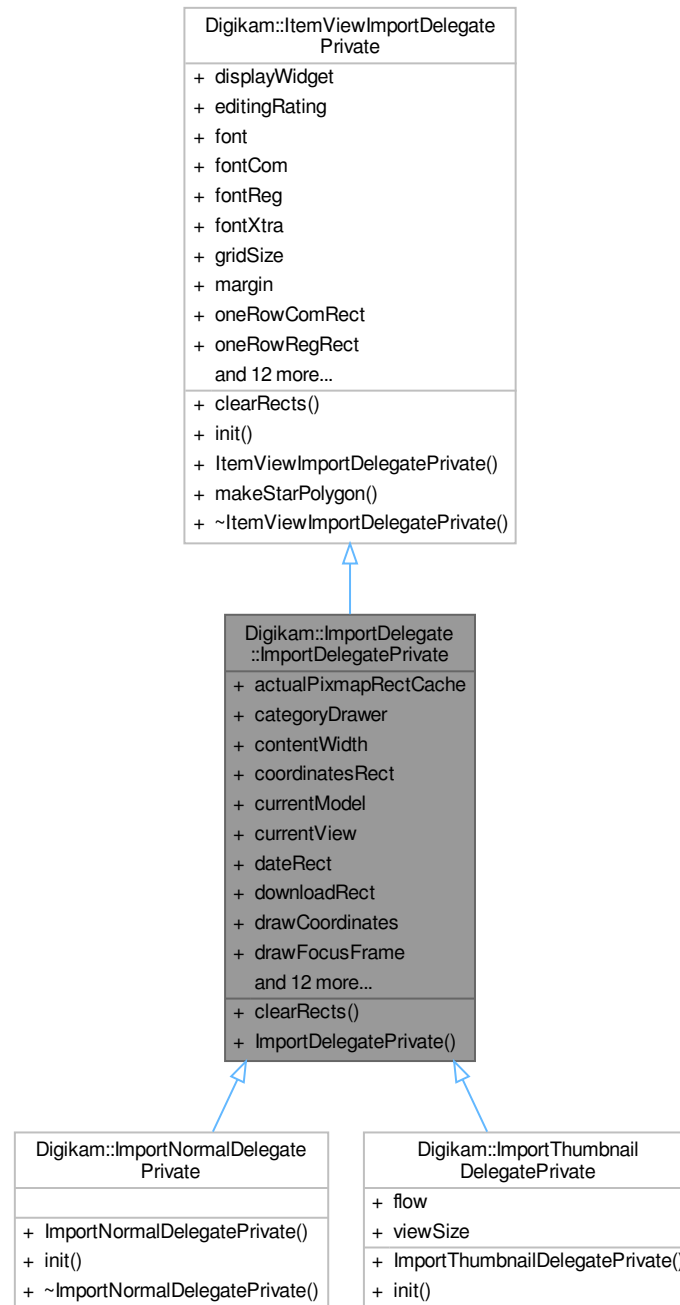 Digikam::ItemViewImportDelegate
Private
+ displayWidget
+ editingRating
+ font
+ fontCom
+ fontReg
+ fontXtra
+ gridSize
+ margin
+ oneRowComRect
+ oneRowRegRect
and 12 more...
+ clearRects()
+ init()
+ ItemViewImportDelegatePrivate()
+ makeStarPolygon()
+ ~ItemViewImportDelegatePrivate()
Digikam::ImportDelegate
::ImportDelegatePrivate
+ actualPixmapRectCache
+ categoryDrawer
+ contentWidth
+ coordinatesRect
+ currentModel
+ currentView
+ dateRect
+ downloadRect
+ drawCoordinates
+ drawFocusFrame
and 12 more...
+ clearRects()
+ ImportDelegatePrivate()
Digikam::ImportNormalDelegate
Private
+ ImportNormalDelegatePrivate()
+ init()
+ ~ImportNormalDelegatePrivate()
Digikam::ImportThumbnail
DelegatePrivate
+ flow
+ viewSize
+ ImportThumbnailDelegatePrivate()
+ init()